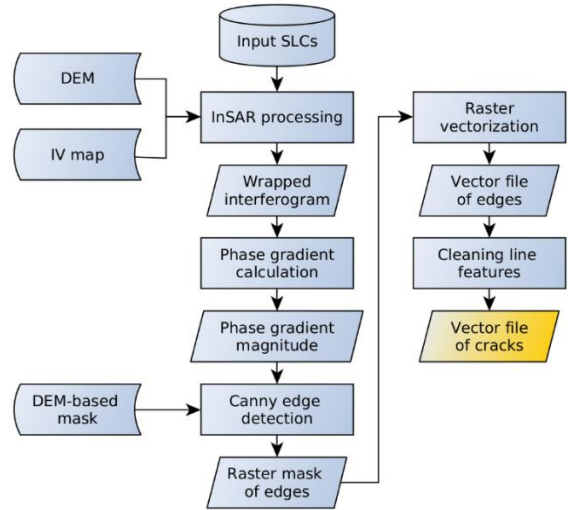 Input SLCs
DEM
IV map
InSAR processing
Wrapped
interferogram
Phase gradient
calculation
Phase gradient
magnitude
DEM-based
mask
Canny edge
detection
Raster mask
of edges
Raster
vectorization
Vector file
of edges
Cleaning line
features
Vector file
of cracks